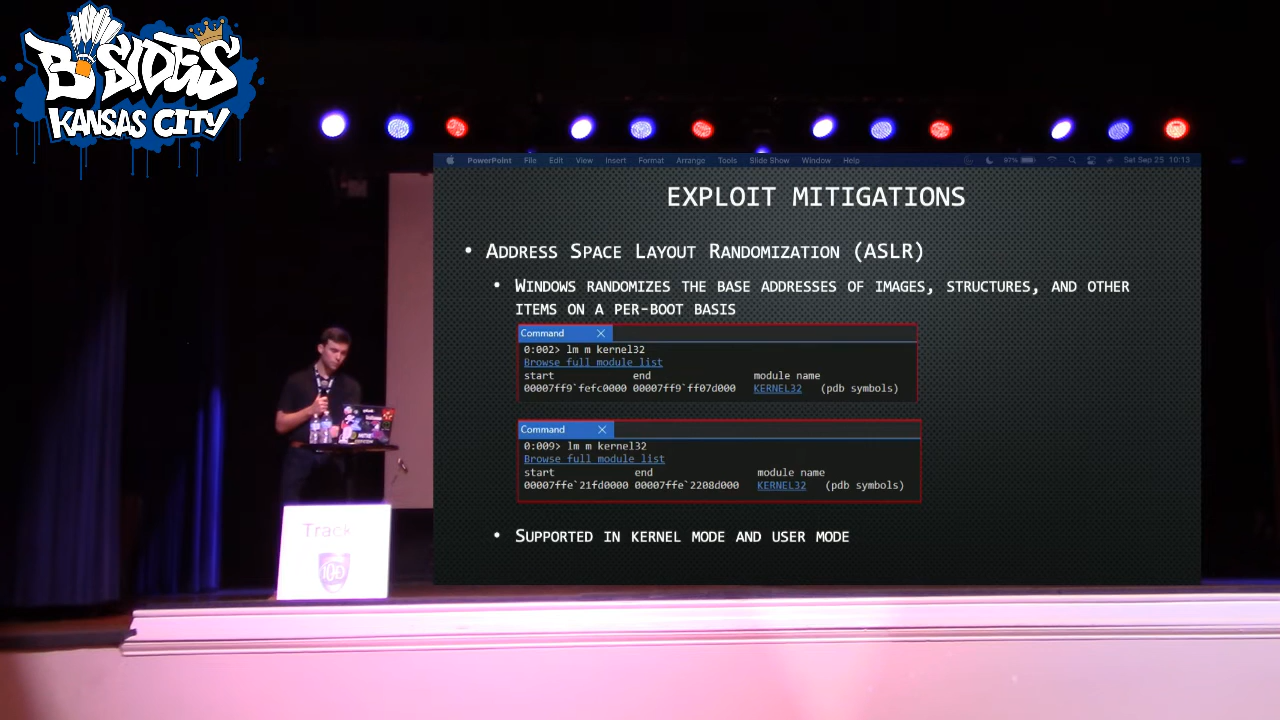 B·SIDES
KANSAS CITY
PowerPoint File Edit View Insert Format Arrange Tools Slide Show Window Help 97% Sat Sep 25 10:13
EXPLOIT MITIGATIONS
• ADDRESS SPACE LAYOUT RANDOMIZATION (ASLR)
• WINDOWS RANDOMIZES THE BASE ADDRESSES OF IMAGES, STRUCTURES, AND OTHER
ITEMS ON A PER-BOOT BASIS
Command
0:002> lm m kernel32
Browse full module list
start end module name
00007ff9`fefc0000 00007ff9`ff07d000 KERNEL32 (pdb symbols)
Command
0:009> lm m kernel32
Browse full module list
start end module name
00007ffe`21fd0000 00007ffe`2208d000 KERNEL32 (pdb symbols)
• SUPPORTED IN KERNEL MODE AND USER MODE
Track